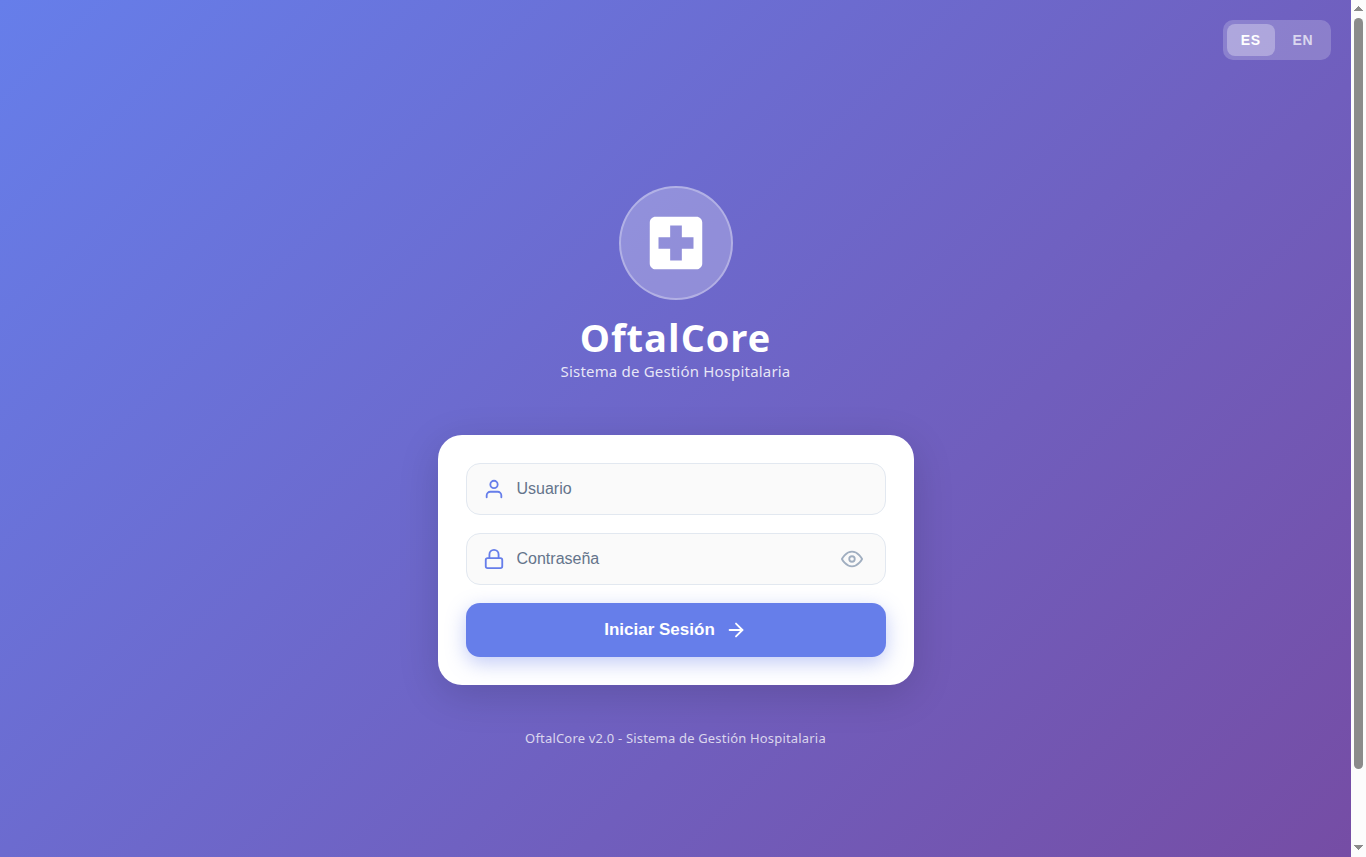 ES EN
OftalCore
Sistema de Gestión Hospitalaria
Usuario
Contraseña
Iniciar Sesión
OftalCore v2.0 - Sistema de Gestión Hospitalaria